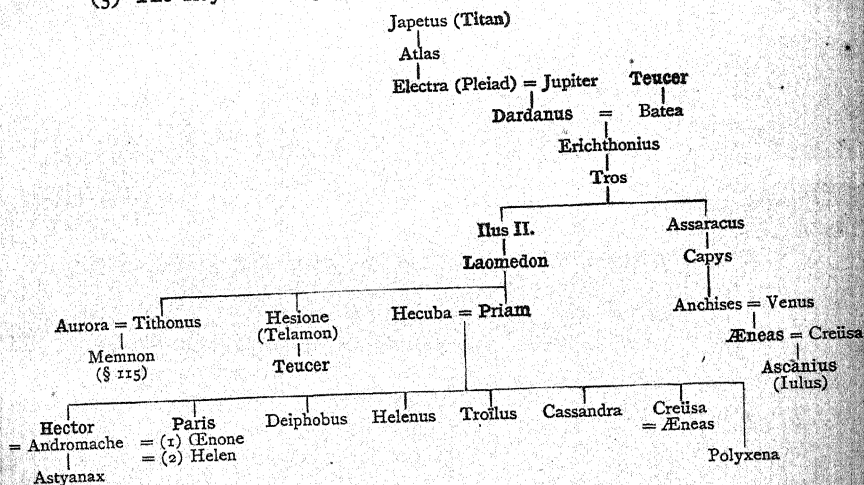 (5)
Japetus (Titan)
Atlas
Electra (Pleiad) = Jupiter
Teucer
Dardanus = Batea
Erichthonius
Tros
Ilus II.
Assaracus
Laomedon
Capys
Aurora = Tithonus
Hesione
(Telamon)
Hecuba = Priam
Anchises = Venus
Memnon
(§ 115)
Teucer
Æneas = Creüsa
Ascanius
(Iulus)
Hector
= Andromache
Astyanax
Paris
= (1) Œnone
= (2) Helen
Deiphobus
Helenus
Troïlus
Cassandra
Creüsa
= Æneas
Polyxena